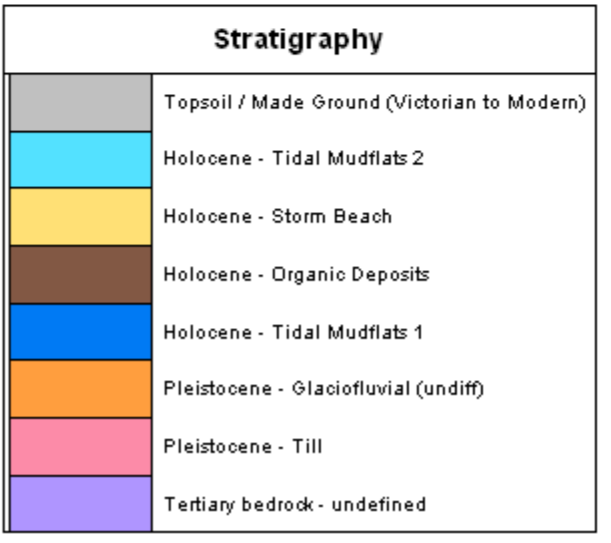 Stratigraphy
Topsoil / Made Ground (Victorian to Modern)
Holocene - Tidal Mudflats 2
Holocene - Storm Beach
Holocene - Organic Deposits
Holocene - Tidal Mudflats 1
Pleistocene - Glaciofluvial (undiff)
Pleistocene - Till
Tertiary bedrock - undefined